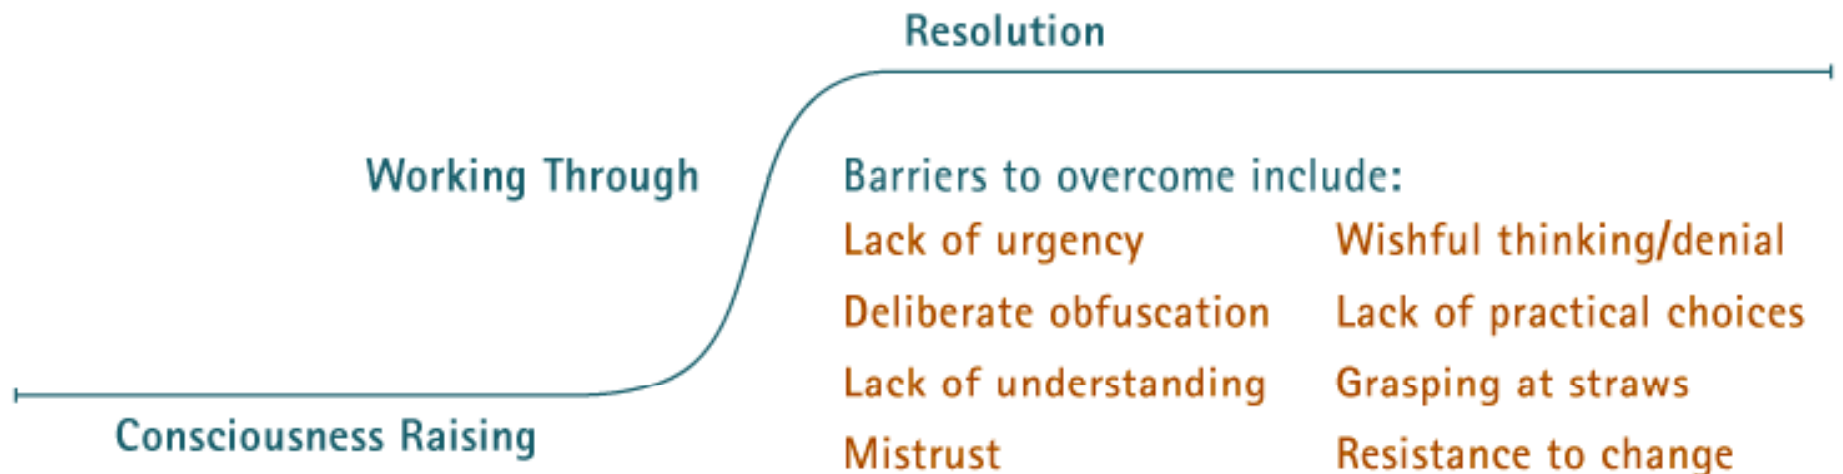 Resolution
Working Through
Consciousness Raising
Barriers to overcome include:
Lack of urgency
Deliberate obfuscation
Lack of understanding
Mistrust
Wishful thinking/denial
Lack of practical choices
Grasping at straws
Resistance to change